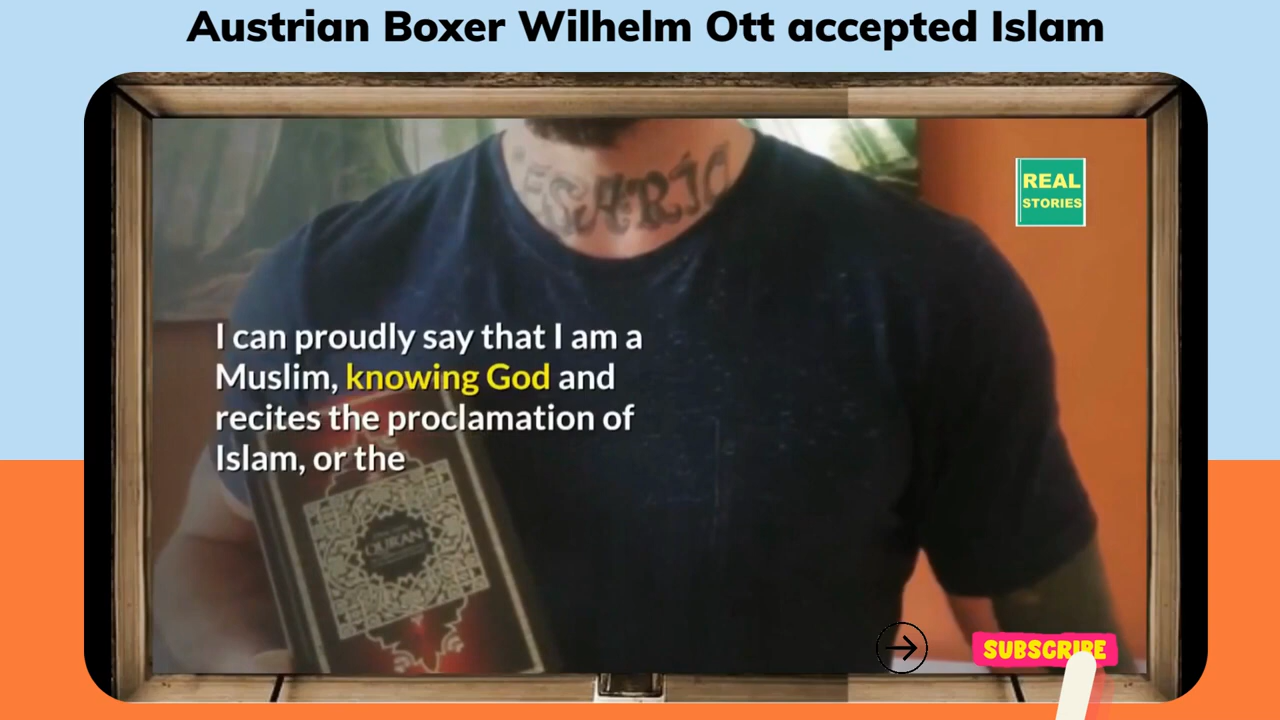 Austrian Boxer Wilhelm Ott accepted Islam
REAL
STORIES
I can proudly say that I am a
Muslim, knowing God and
recites the proclamation of
Islam, or the
QURAN
SUBSCRIBE